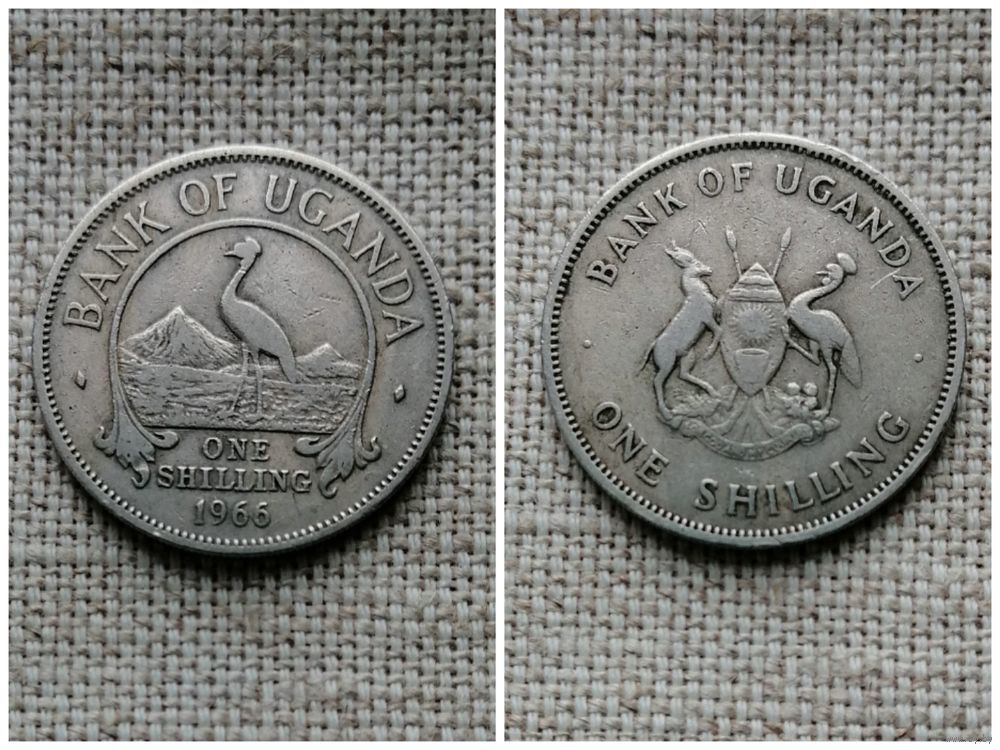 BANK OF UGANDA
ONE
SHILLING
1966
BANK OF UGANDA
ONE SHILLING